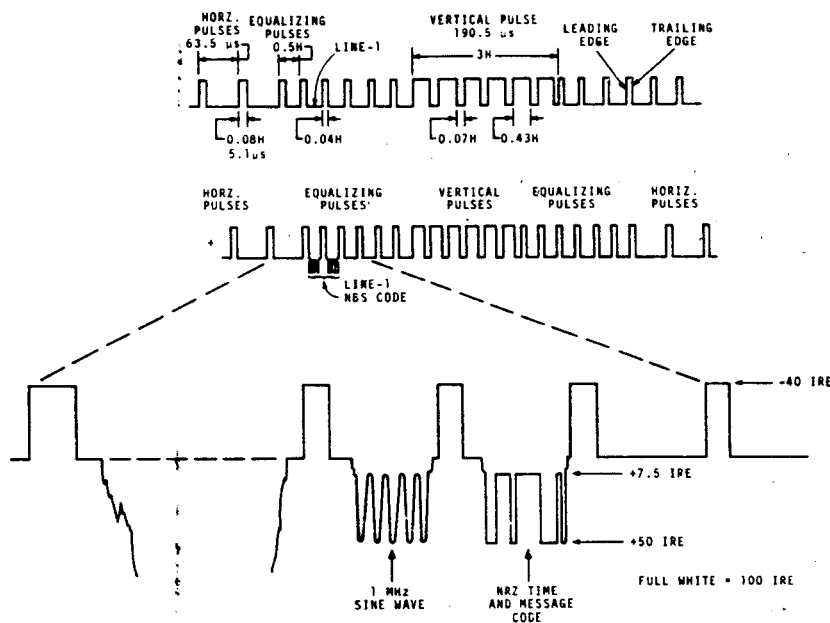 HORZ.
PULSES
63.5 µs
EQUALIZING
PULSES
0.5H
LINE-1
VERTICAL PULSE
190.5 µs
3H
LEADING
EDGE
TRAILING
EDGE
0.08H
5.1µs
0.04H
0.07H
0.43H
HORZ.
PULSES
EQUALIZING
PULSES
VERTICAL
PULSES
EQUALIZING
PULSES
HORIZ.
PULSES
+
LINE-1
NBS CODE
-40 IRE
+7.5 IRE
+50 IRE
1 MHz
SINE WAVE
NRZ TIME
AND MESSAGE
CODE
FULL WHITE = 100 IRE